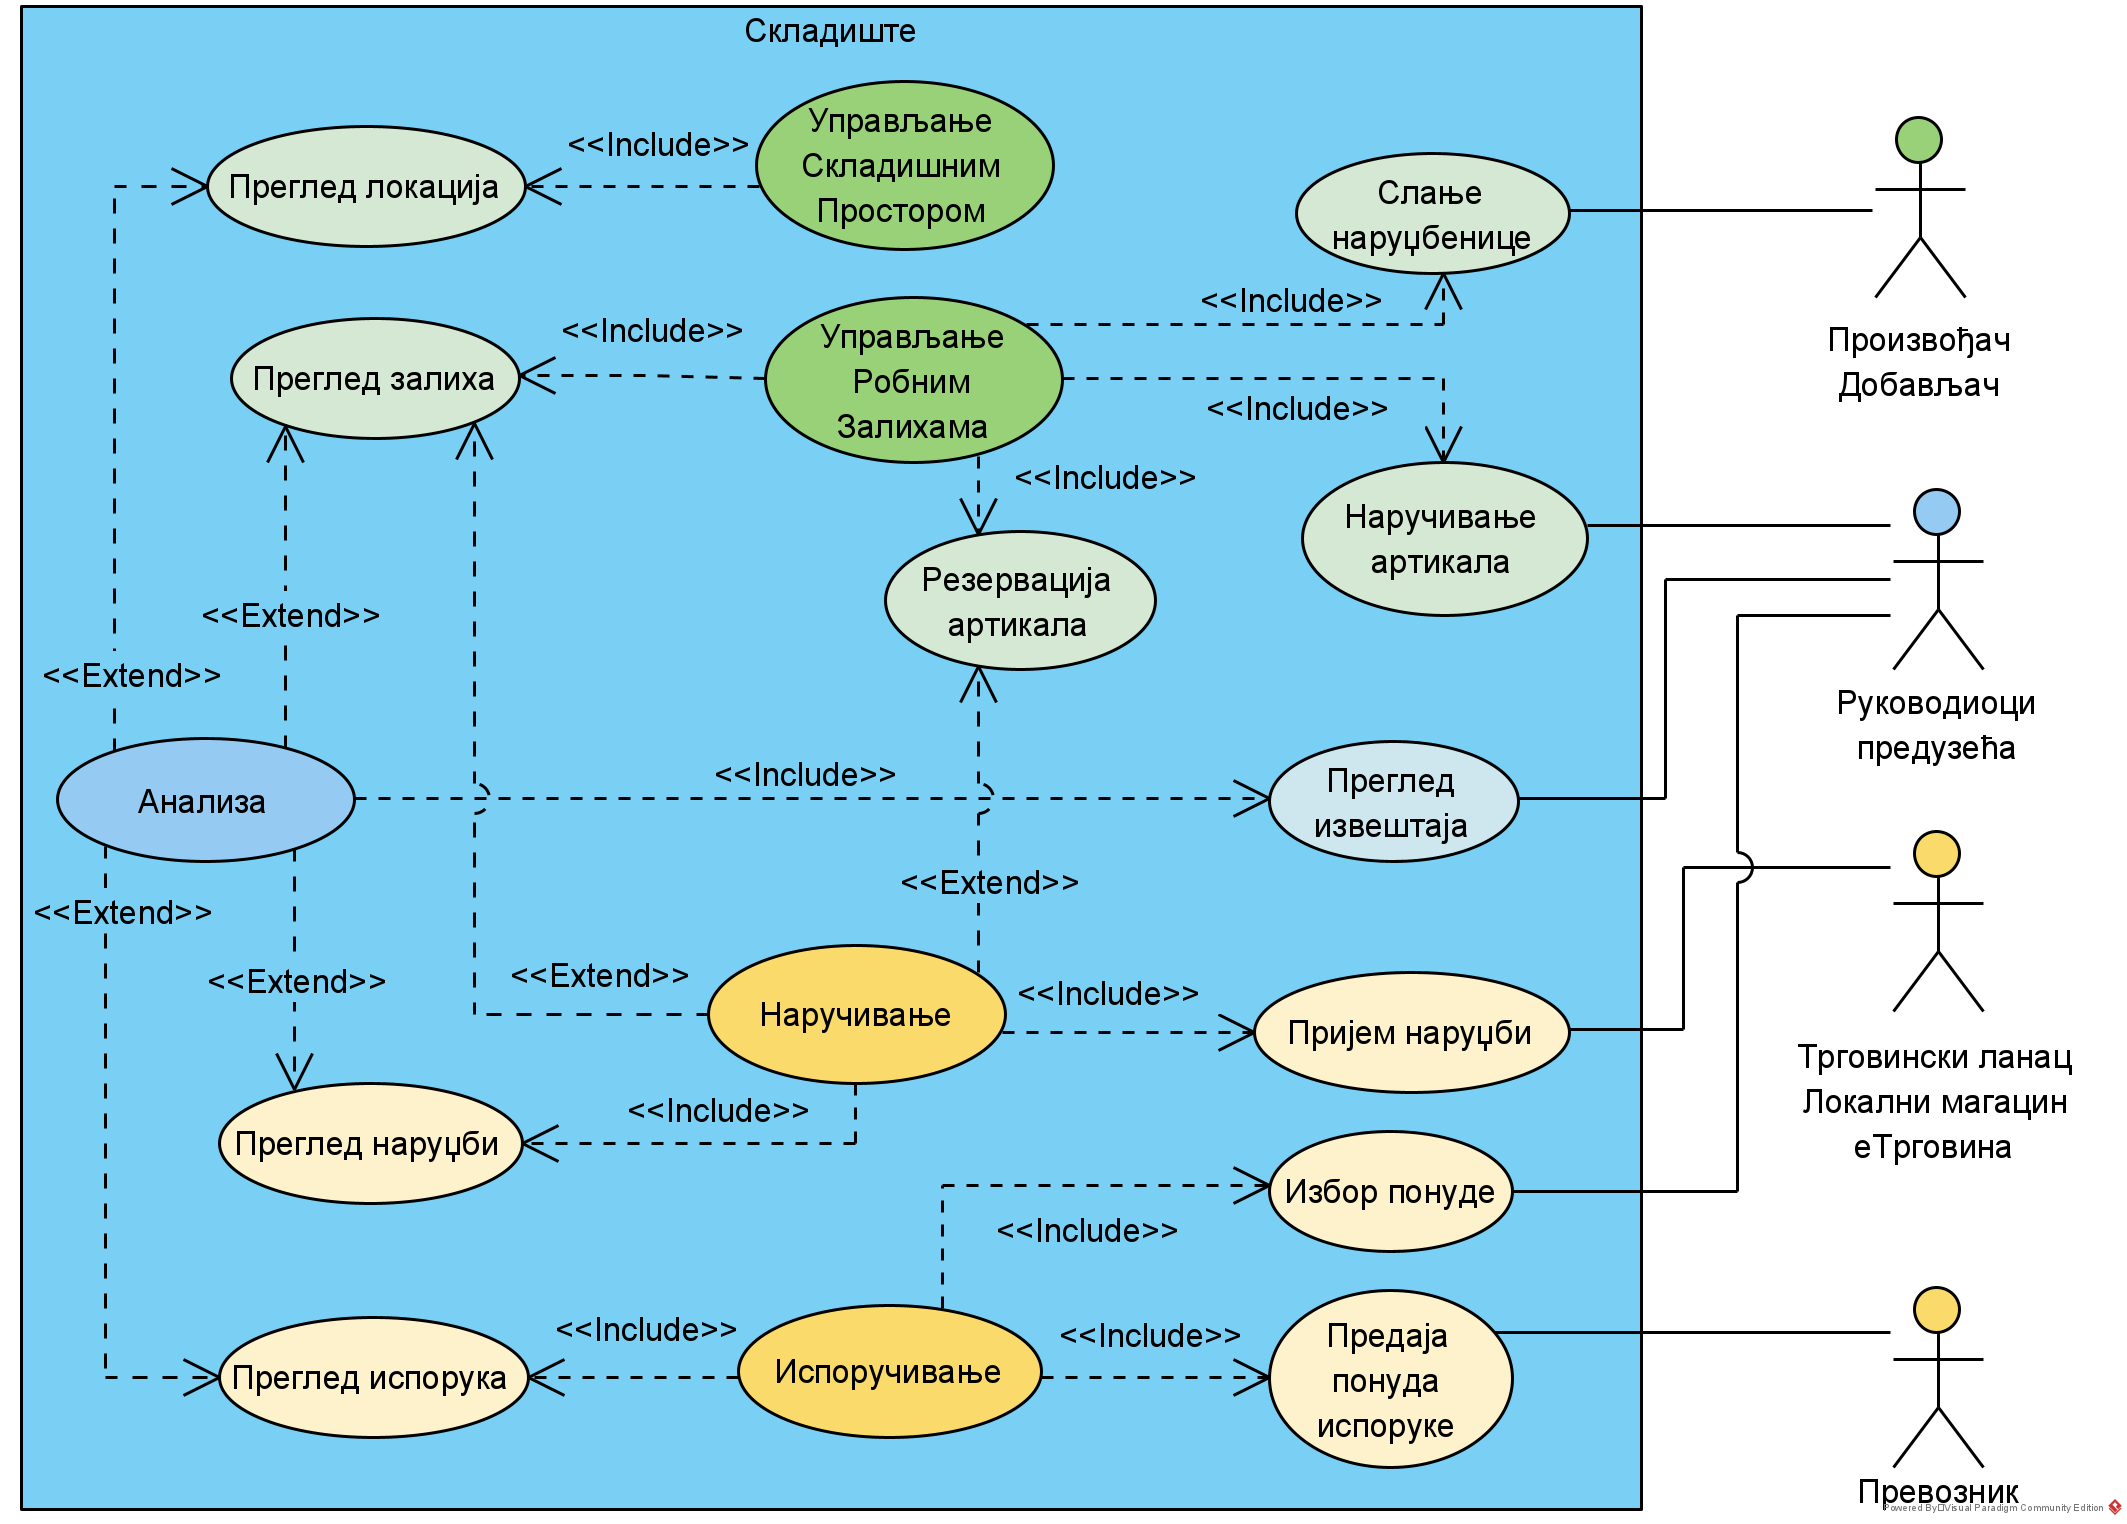 Складиште
Управљање
Складишним
Простором
<<Include>>
Преглед локација
Слање
наруџбенице
<<Include>>
<<Include>>
Управљање
Робним
Залихама
Преглед залиха
<<Include>>
<<Include>>
Наручивање
артикала
Резервација
артикала
<<Extend>>
<<Extend>>
<<Include>>
Анализа
Преглед
извештаја
<<Extend>>
<<Extend>>
<<Extend>>
<<Extend>>
<<Include>>
Наручивање
Пријем наруџби
<<Include>>
Преглед наруџби
Избор понуде
<<Include>>
<<Include>>
<<Include>>
Преглед испорука
Испоручивање
Предаја
понуда
испоруке
Произвођач
Добављач
Руководиоци
предузећа
Трговински ланац
Локални магацин
еТрговина
Превозник
Powered By□Visual Paradigm Community Edition